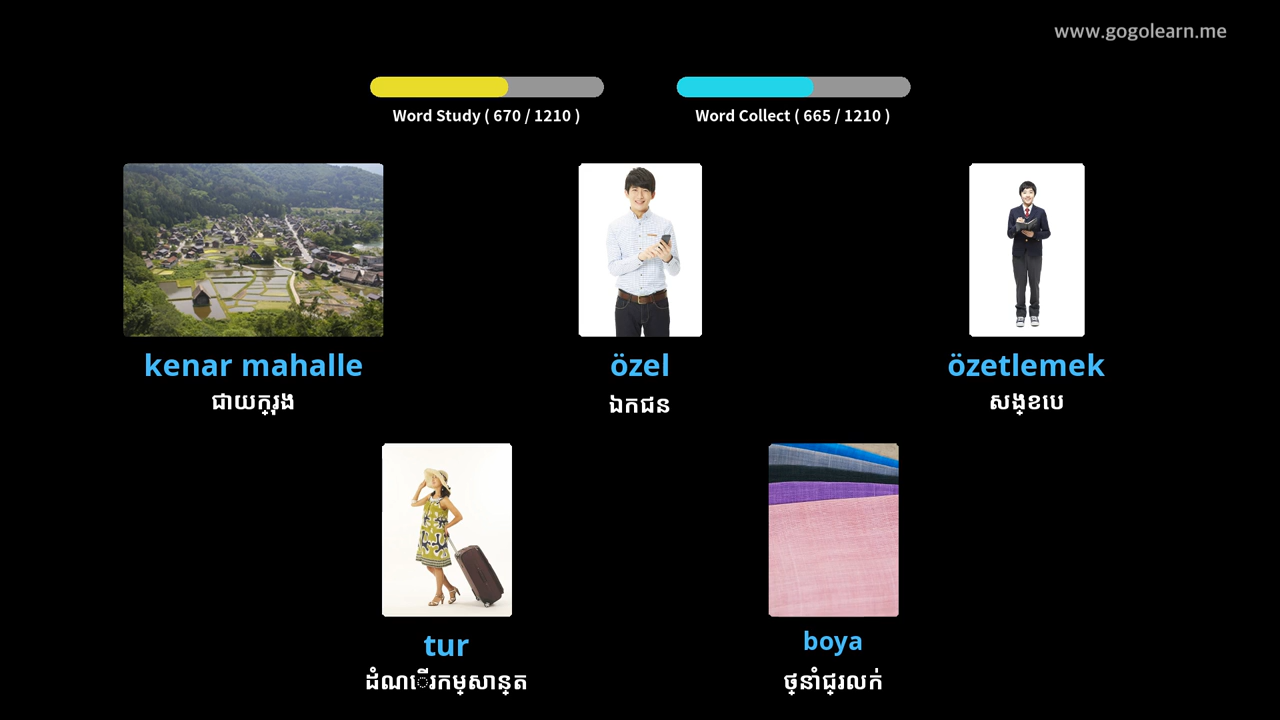 www.gogolearn.me
Word Study ( 670 / 1210 )
Word Collect ( 665 / 1210 )
kenar mahalle
ជាយក្រុង
özel
ឯកជន
özetlemek
សង្ខេប
tur
ដំណើរកម្សាន្ត
boya
ថ្នាំជ្រលក់